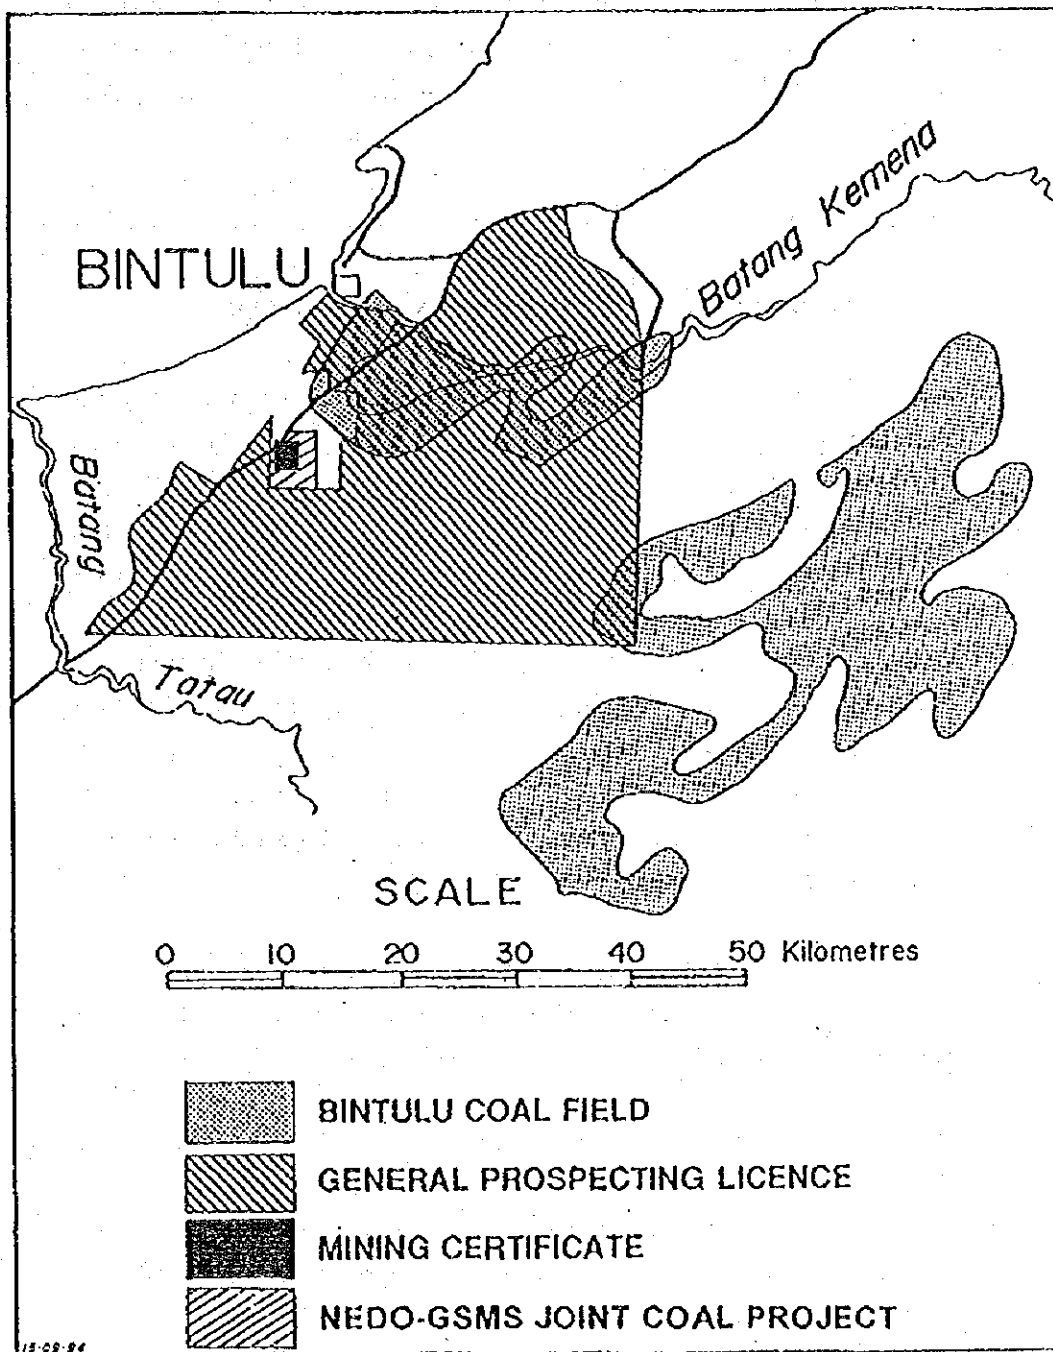 Batang Kemena
BINTULU
Batang
Tatau
SCALE
0 10 20 30 40 50 Kilometres
BINTULU COAL FIELD
GENERAL PROSPECTING LICENCE
MINING CERTIFICATE
NEDO-GSMS JOINT COAL PROJECT